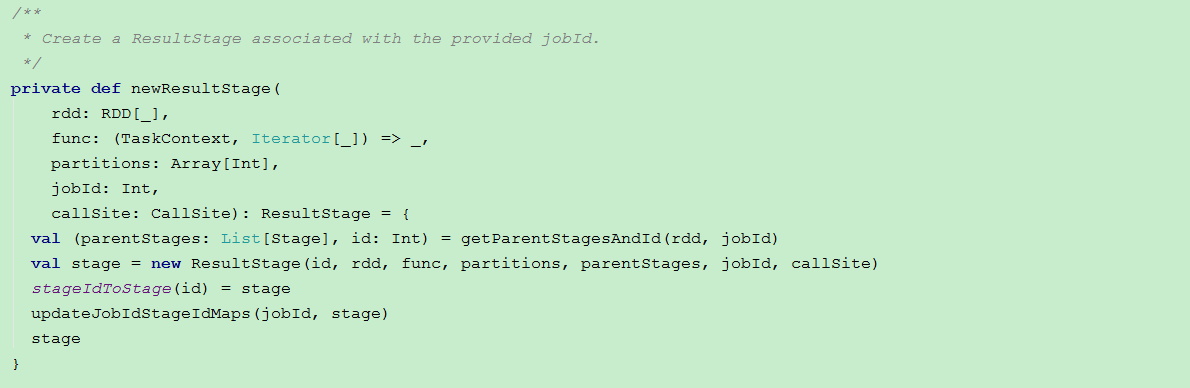 /**
 * Create a ResultStage associated with the provided jobId.
 */
private def newResultStage(
    rdd: RDD[_],
    func: (TaskContext, Iterator[_]) => _,
    partitions: Array[Int],
    jobId: Int,
    callSite: CallSite): ResultStage = {
  val (parentStages: List[Stage], id: Int) = getParentStagesAndId(rdd, jobId)
  val stage = new ResultStage(id, rdd, func, partitions, parentStages, jobId, callSite)
  stageIdToStage(id) = stage
  updateJobIdStageIdMaps(jobId, stage)
  stage
}